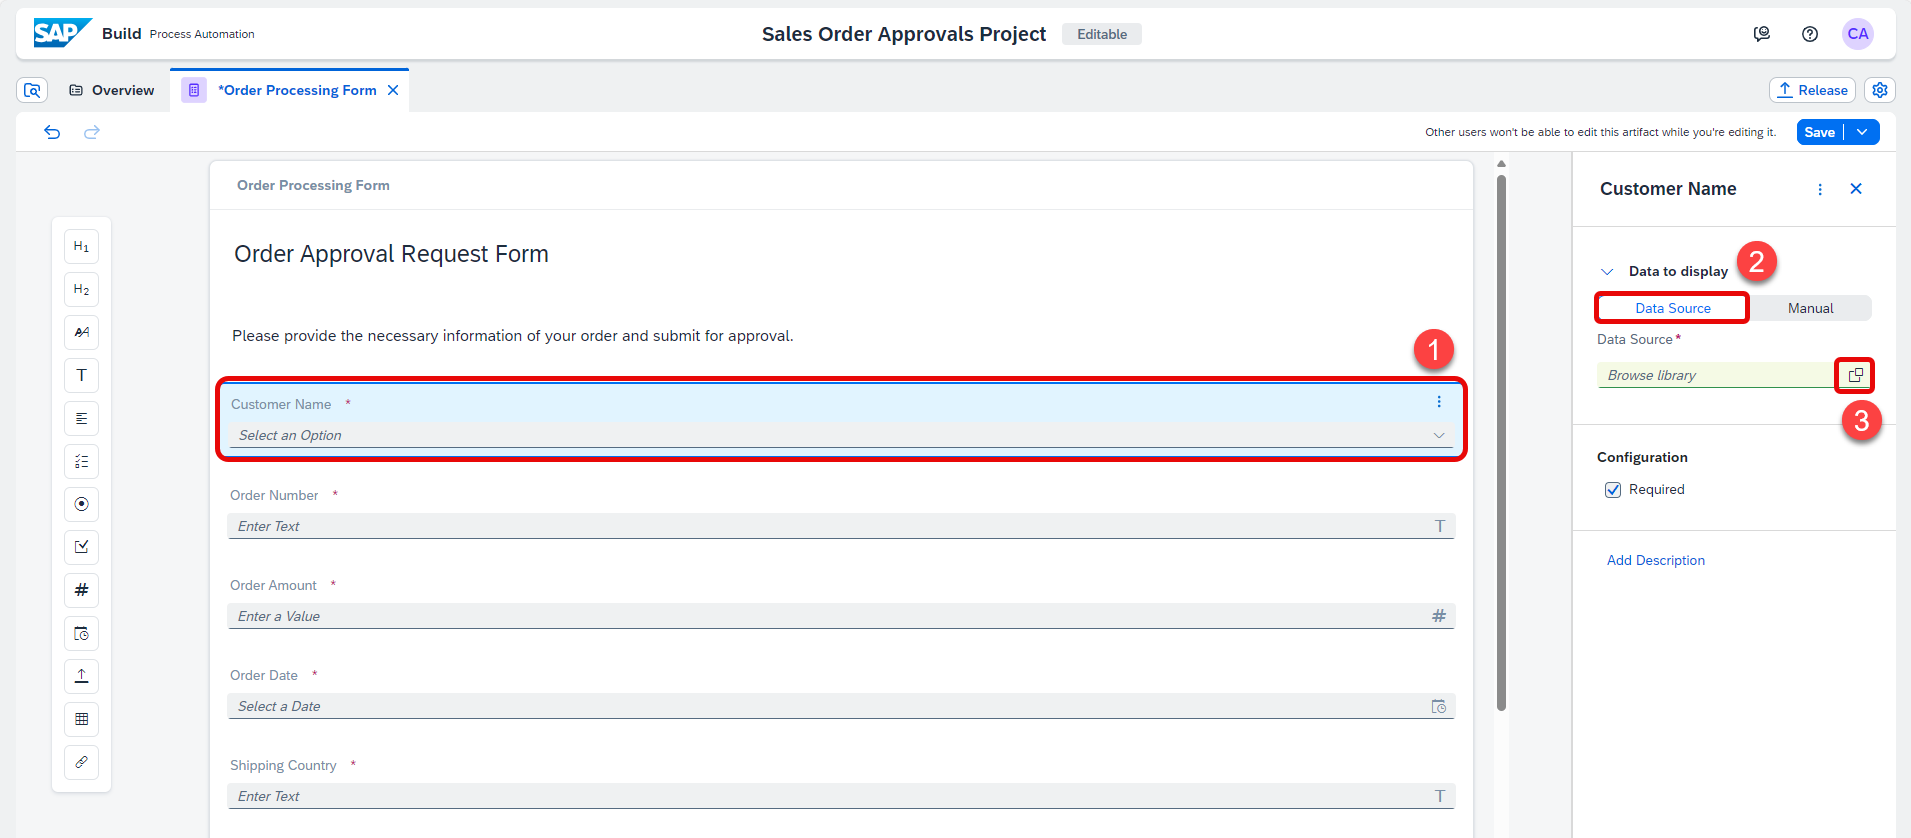 SAP Build Process Automation
Sales Order Approvals Project Editable
CA
Overview
*Order Processing Form
Release
Other users won't be able to edit this artifact while you're editing it.
Save
Order Processing Form
Order Approval Request Form
Please provide the necessary information of your order and submit for approval.
1
Customer Name *
Select an Option
Order Number *
Enter Text
T
Order Amount *
Enter a Value
#
Order Date *
Select a Date
Shipping Country *
Enter Text
T
H1
H2
AA
T
#
Customer Name
Data to display
2
Data Source Manual
Data Source *
Browse library
3
Configuration
Required
Add Description